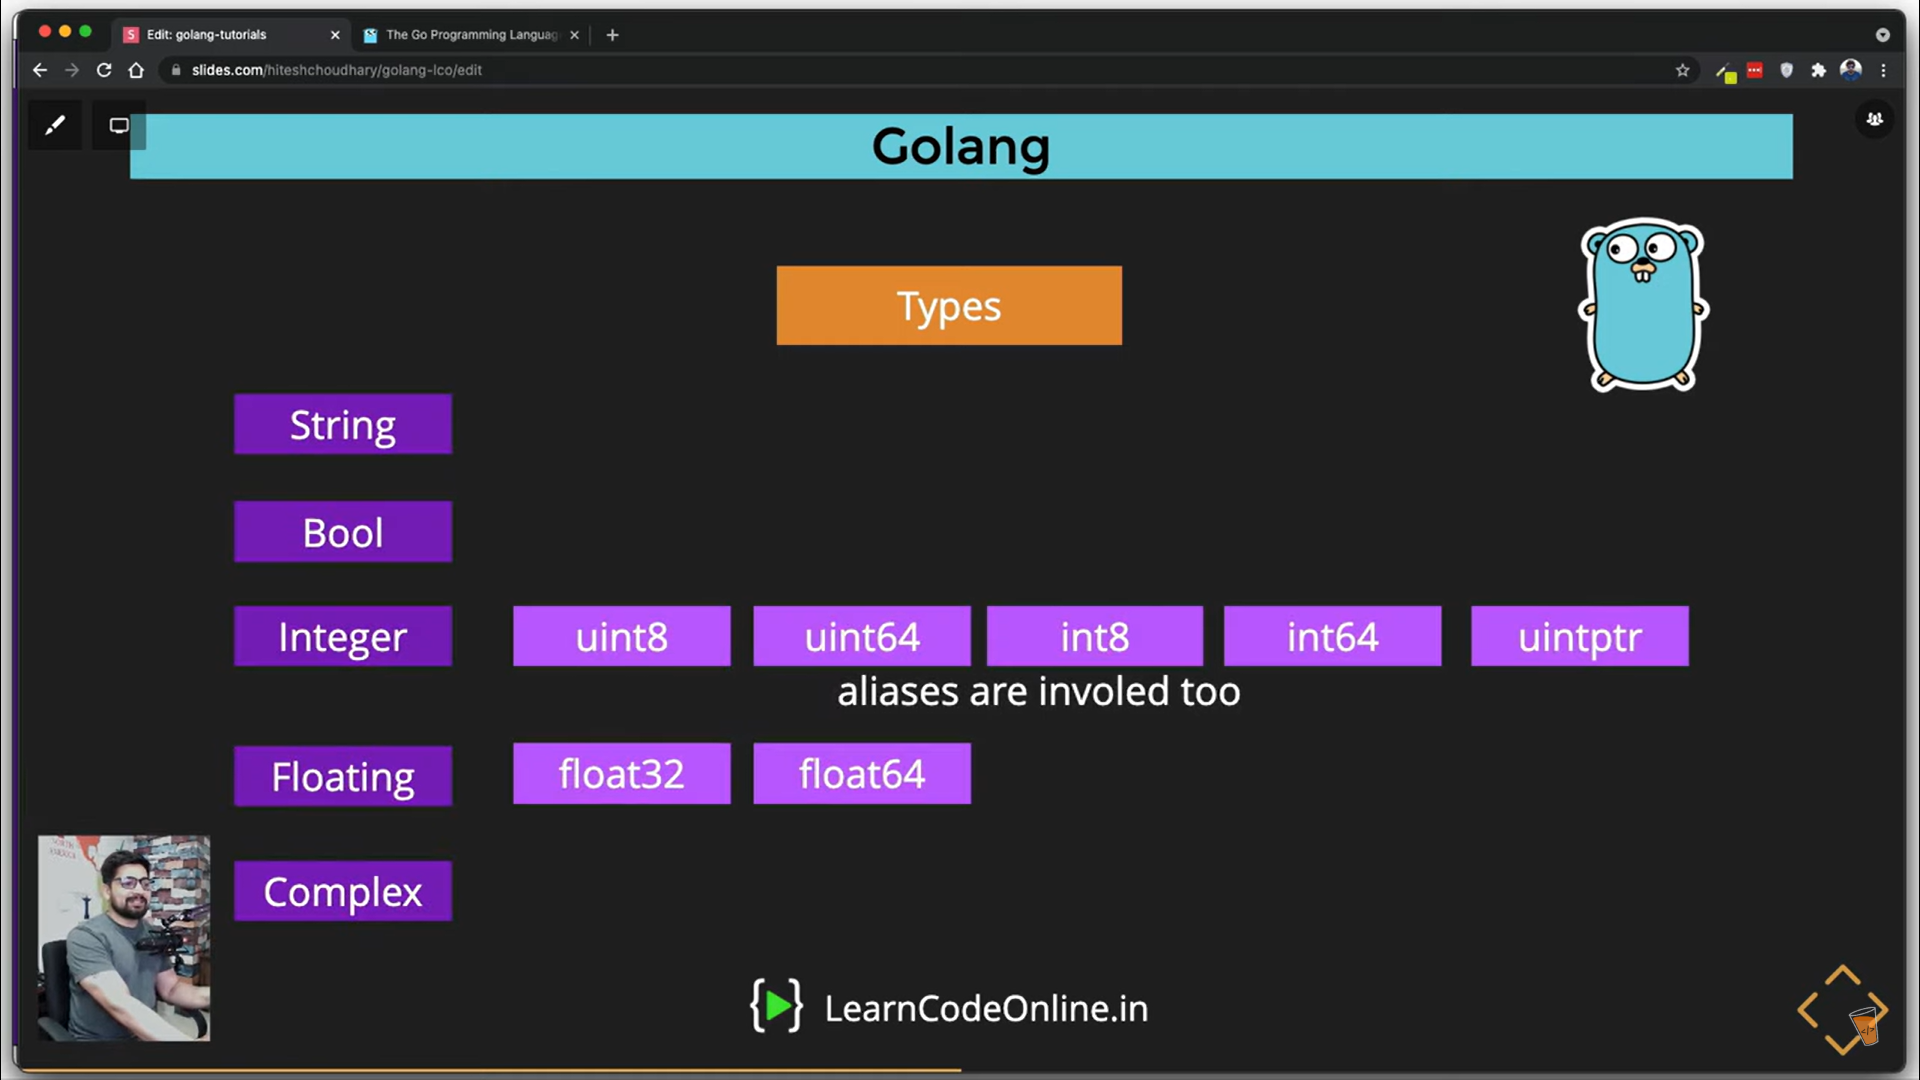 Edit: golang-tutorials
The Go Programming Languag
slides.com/hiteshchoudhary/golang-lco/edit
Golang
Types
String
Bool
Integer uint8 uint64 int8 int64 uintptr
aliases are involed too
Floating float32 float64
Complex
{▶} LearnCodeOnline.in